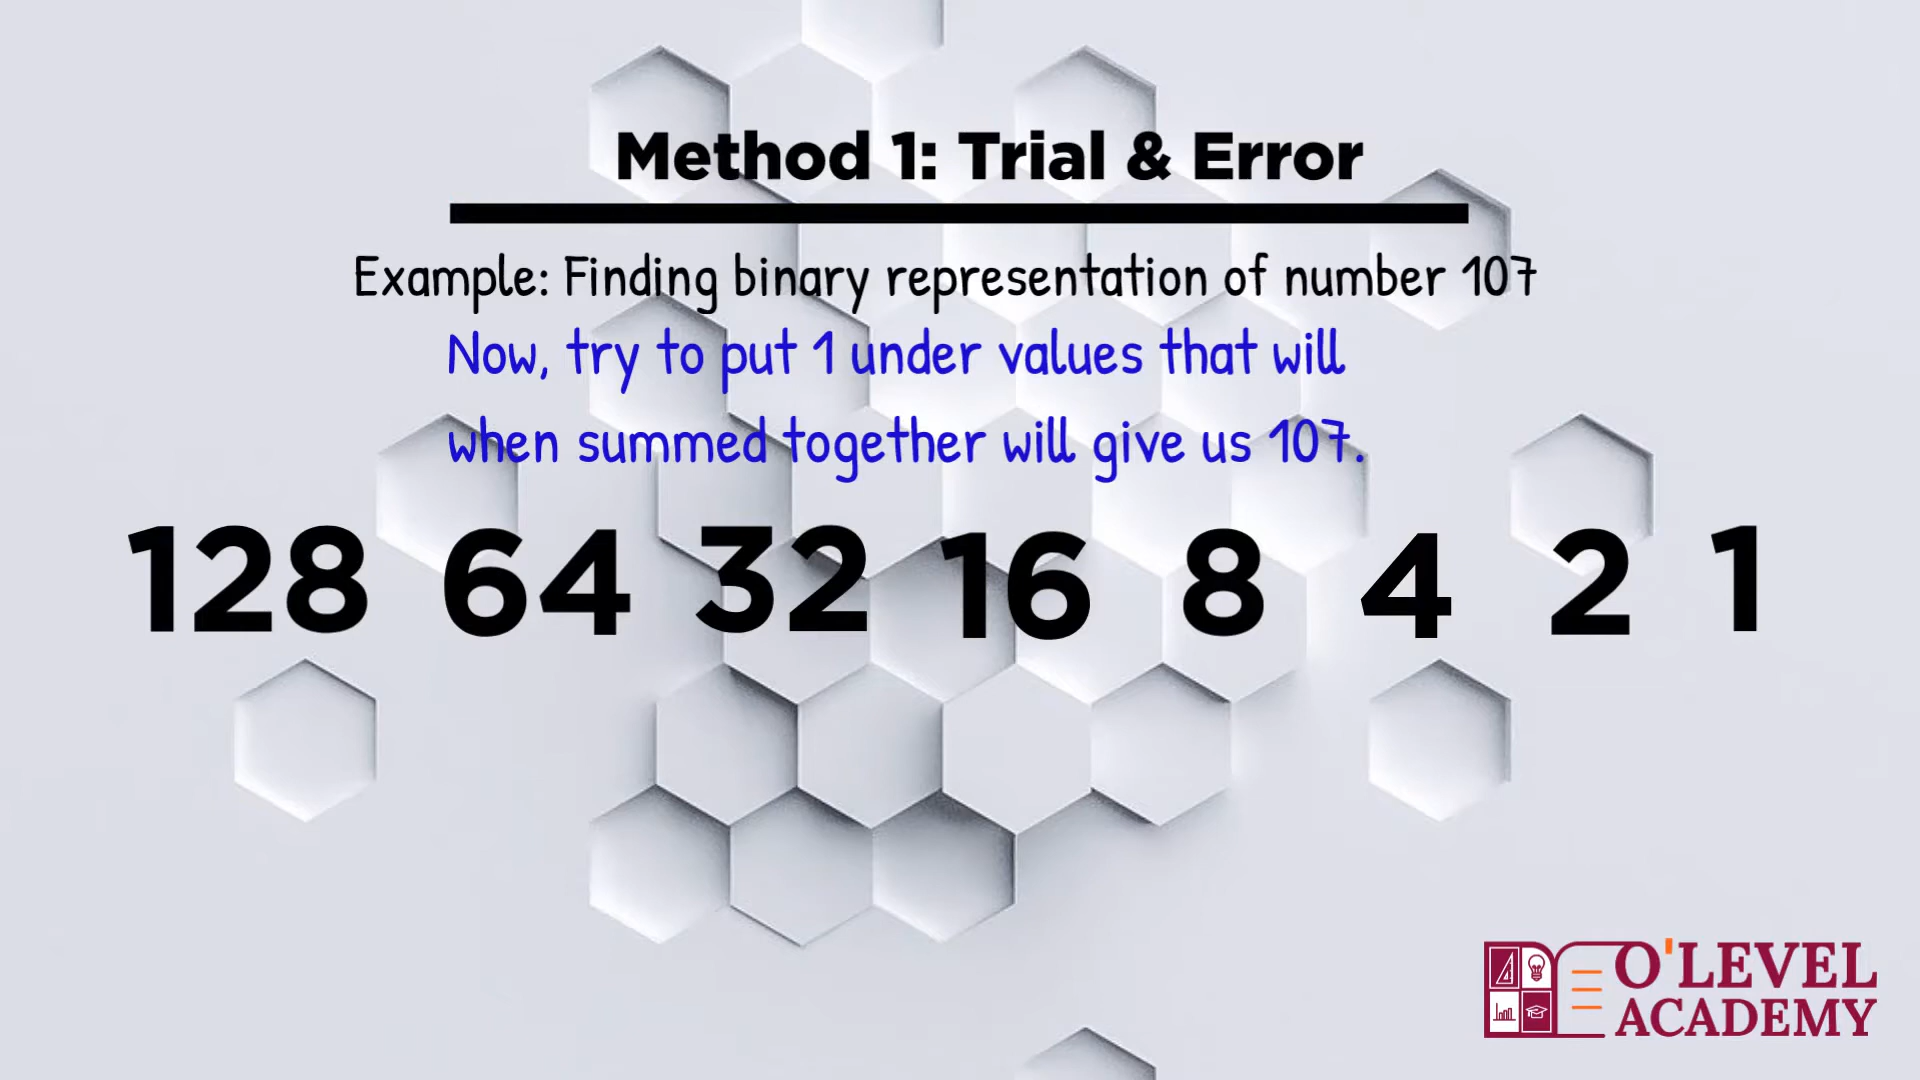 Method 1: Trial & Error
Example: Finding binary representation of number 107
Now, try to put 1 under values that will
when summed together will give us 107.
128 64 32 16 8 4 2 1
O'LEVEL
ACADEMY